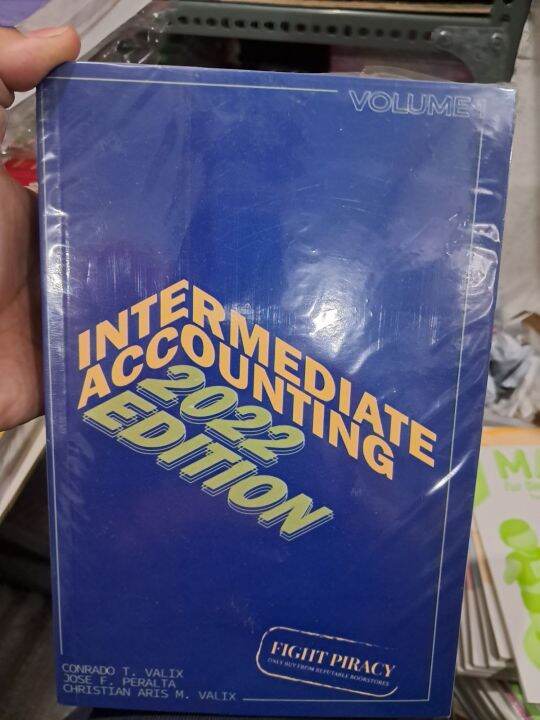 VOLUME 1
INTERMEDIATE
ACCOUNTING
2022
EDITION
FIGHT PIRACY
ONLY BUY FROM REPUTABLE BOOKSTORES
CONRADO T. VALIX
JOSE F. PERALTA
CHRISTIAN ARIS M. VALIX